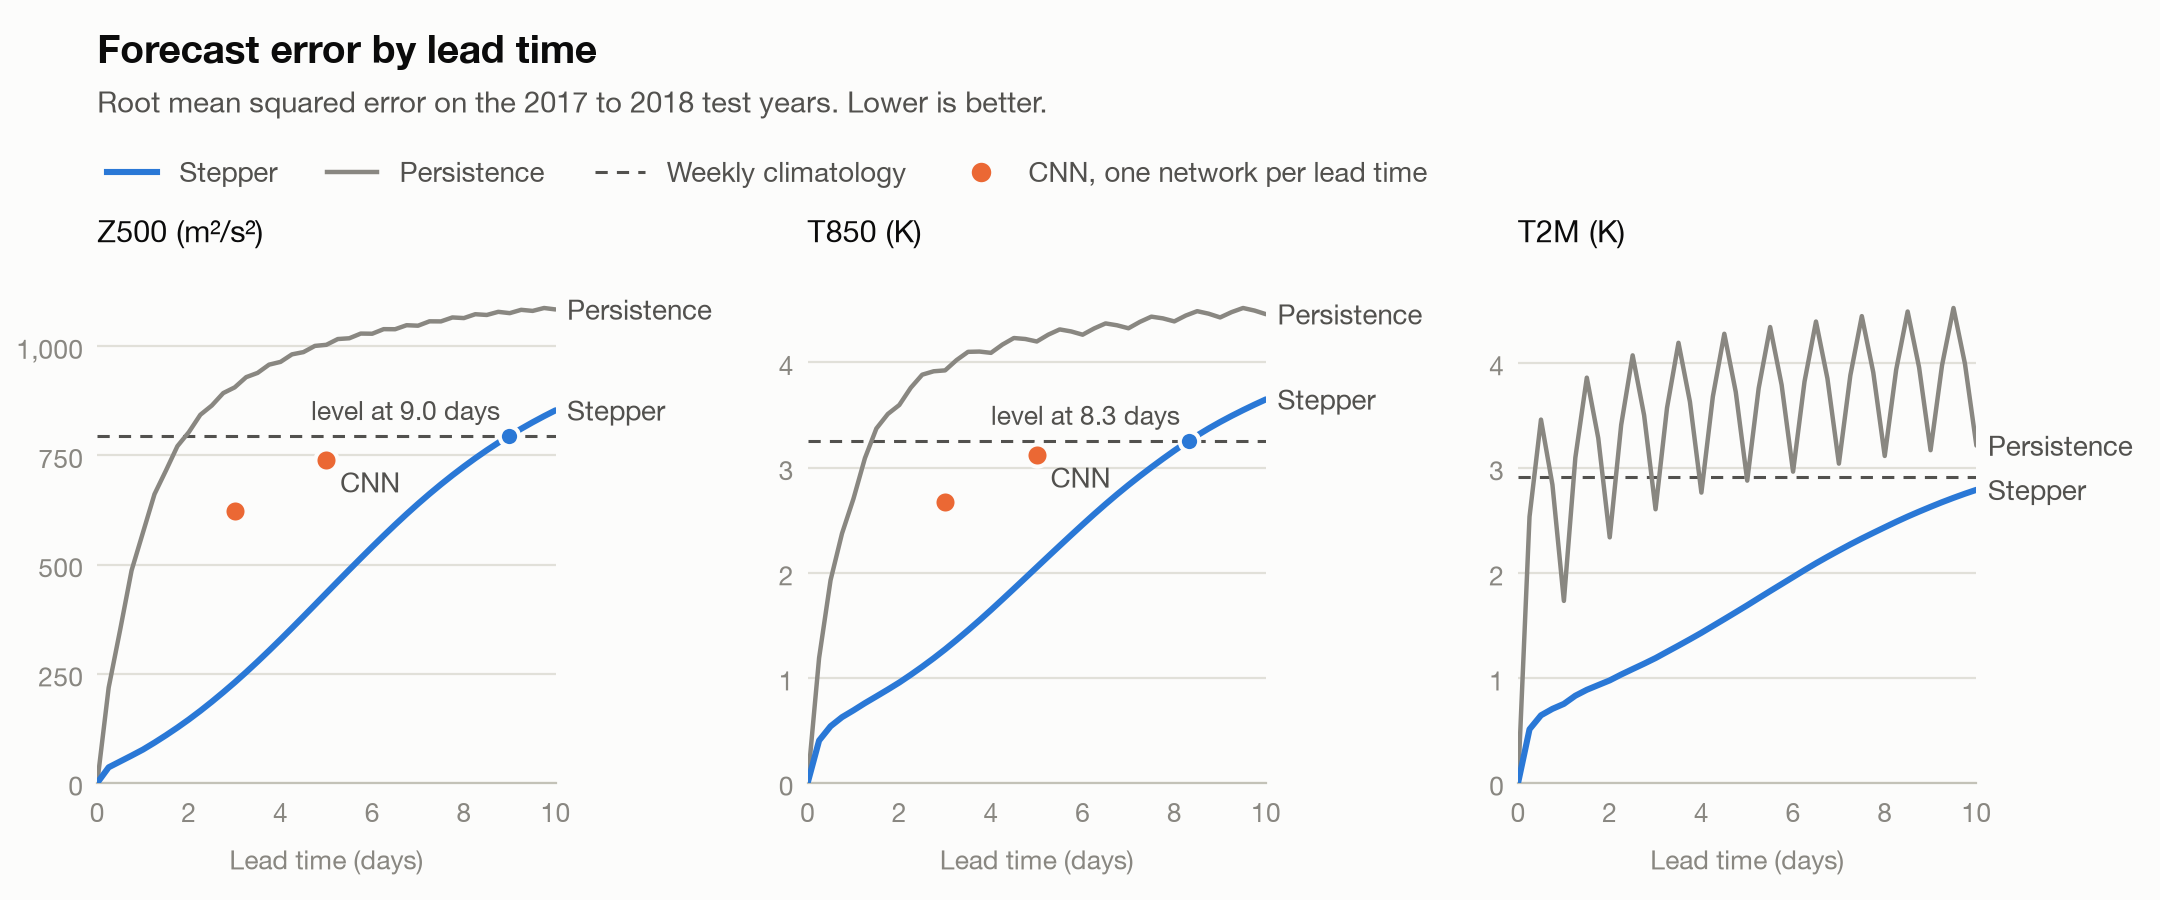 Forecast error by lead time
Root mean squared error on the 2017 to 2018 test years. Lower is better.
Stepper Persistence Weekly climatology CNN, one network per lead time
Z500 (m²/s²)
1,000
750
500
250
0
0 2 4 6 8 10
Lead time (days)
Persistence
level at 9.0 days
Stepper
CNN
T850 (K)
4
3
2
1
0
0 2 4 6 8 10
Lead time (days)
Persistence
Stepper
level at 8.3 days
CNN
T2M (K)
4
3
2
1
0
0 2 4 6 8 10
Lead time (days)
Persistence
Stepper